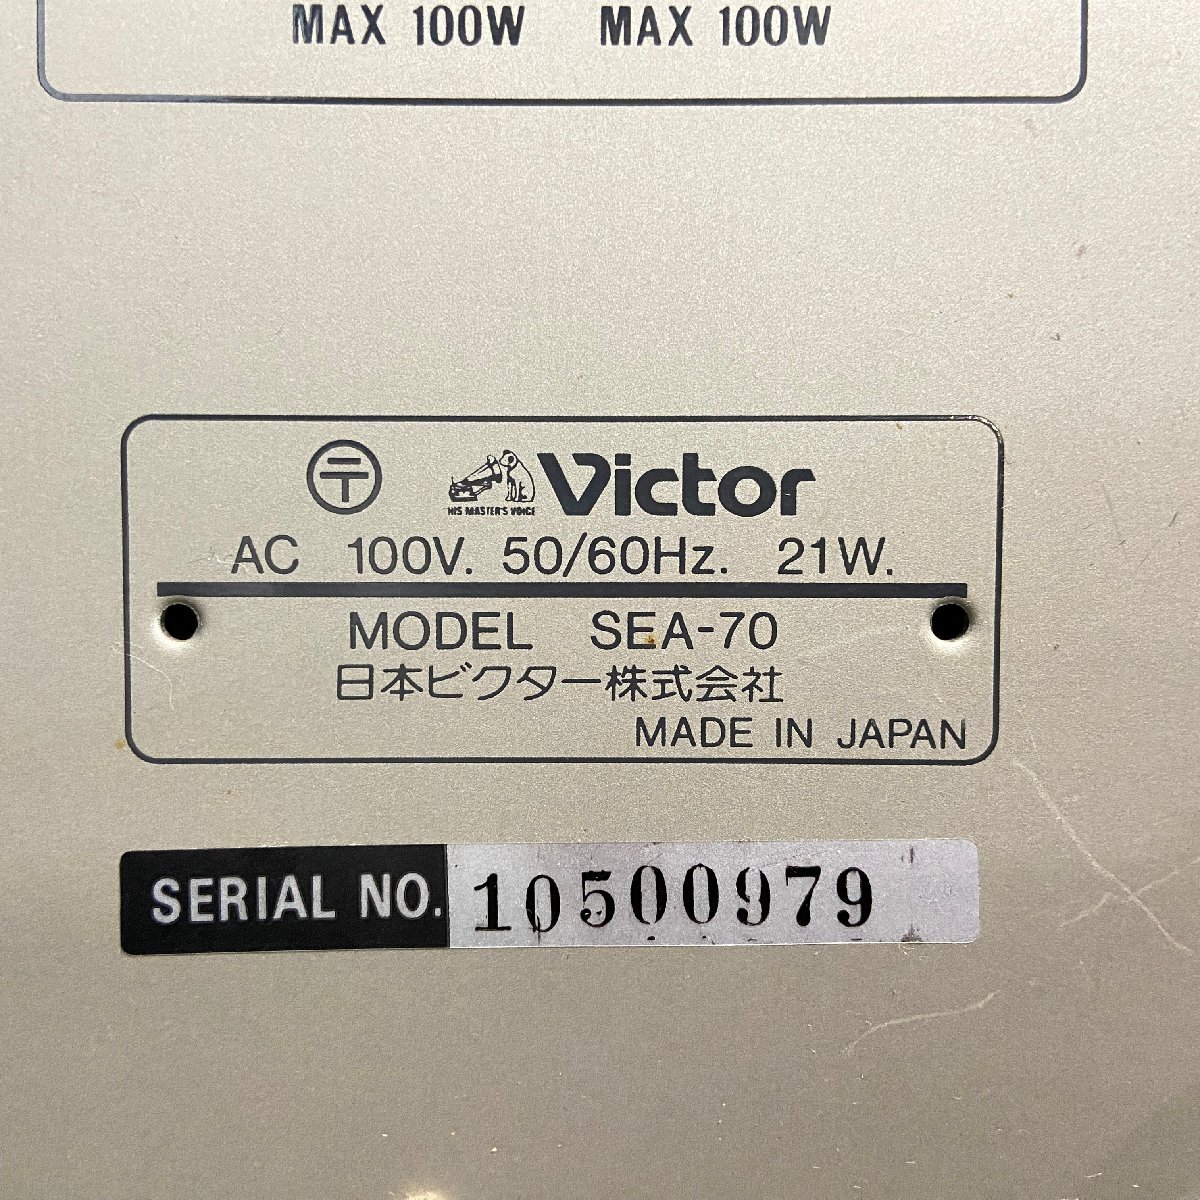 MAX 100W MAX 100W
〶 Victor
HIS MASTER'S VOICE
AC 100V. 50/60Hz. 21W.
MODEL SEA-70
日本ビクター株式会社
MADE IN JAPAN
SERIAL NO. 10500979